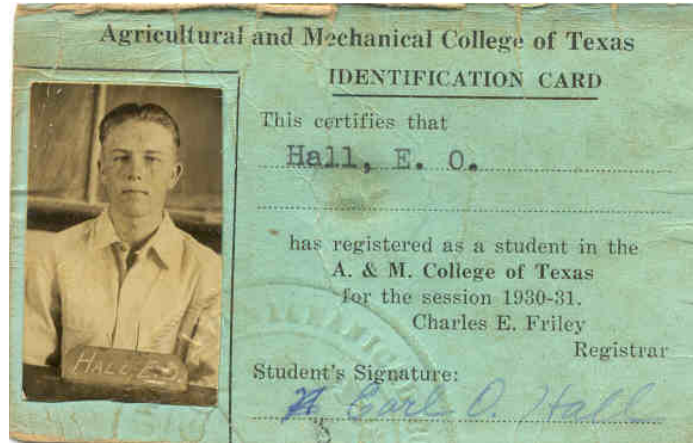 Agricultural and Mechanical College of Texas
IDENTIFICATION CARD
This certifies that
Hall, E. O.
has registered as a student in the
A. & M. College of Texas
for the session 1930-31.
Charles E. Friley
Registrar
Student's Signature:
Earl O. Hall
HALL E.O.
MECHANIC